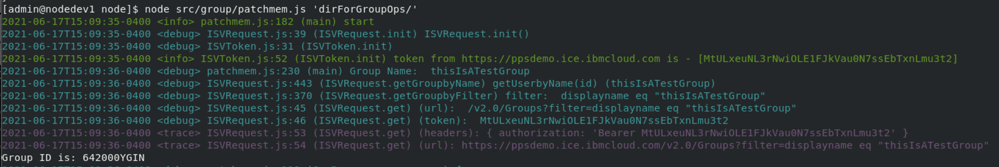 [admin@nodedev1 node]$ node src/group/patchmem.js 'dirForGroupOps/'
2021-06-17T15:09:35-0400 <info> patchmem.js:182 (main) start
2021-06-17T15:09:35-0400 <debug> ISVRequest.js:39 (ISVRequest.init) ISVRequest.init()
2021-06-17T15:09:35-0400 <debug> ISVToken.js:31 (ISVToken.init)
2021-06-17T15:09:35-0400 <info> ISVToken.js:52 (ISVToken.init) token from https://ppsdemo.ice.ibmcloud.com is - [MtULxeuNL3rNwiOLE1FJkVau0N7ssEbTxnLmu3t2]
2021-06-17T15:09:36-0400 <debug> patchmem.js:230 (main) Group Name:  thisIsATestGroup
2021-06-17T15:09:36-0400 <debug> ISVRequest.js:443 (ISVRequest.getGroupbyName) getUserbyName(id) (thisIsATestGroup)
2021-06-17T15:09:36-0400 <debug> ISVRequest.js:370 (ISVRequest.getGroupbyFilter) filter:  displayname eq "thisIsATestGroup"
2021-06-17T15:09:36-0400 <debug> ISVRequest.js:45 (ISVRequest.get) (url):  /v2.0/Groups?filter=displayname eq "thisIsATestGroup"
2021-06-17T15:09:36-0400 <debug> ISVRequest.js:46 (ISVRequest.get) (token):  MtULxeuNL3rNwiOLE1FJkVau0N7ssEbTxnLmu3t2
2021-06-17T15:09:36-0400 <trace> ISVRequest.js:53 (ISVRequest.get) (headers): { authorization: 'Bearer MtULxeuNL3rNwiOLE1FJkVau0N7ssEbTxnLmu3t2' }
2021-06-17T15:09:36-0400 <trace> ISVRequest.js:54 (ISVRequest.get) (url): https://ppsdemo.ice.ibmcloud.com/v2.0/Groups?filter=displayname eq "thisIsATestGroup"
Group ID is: 642000YGIN